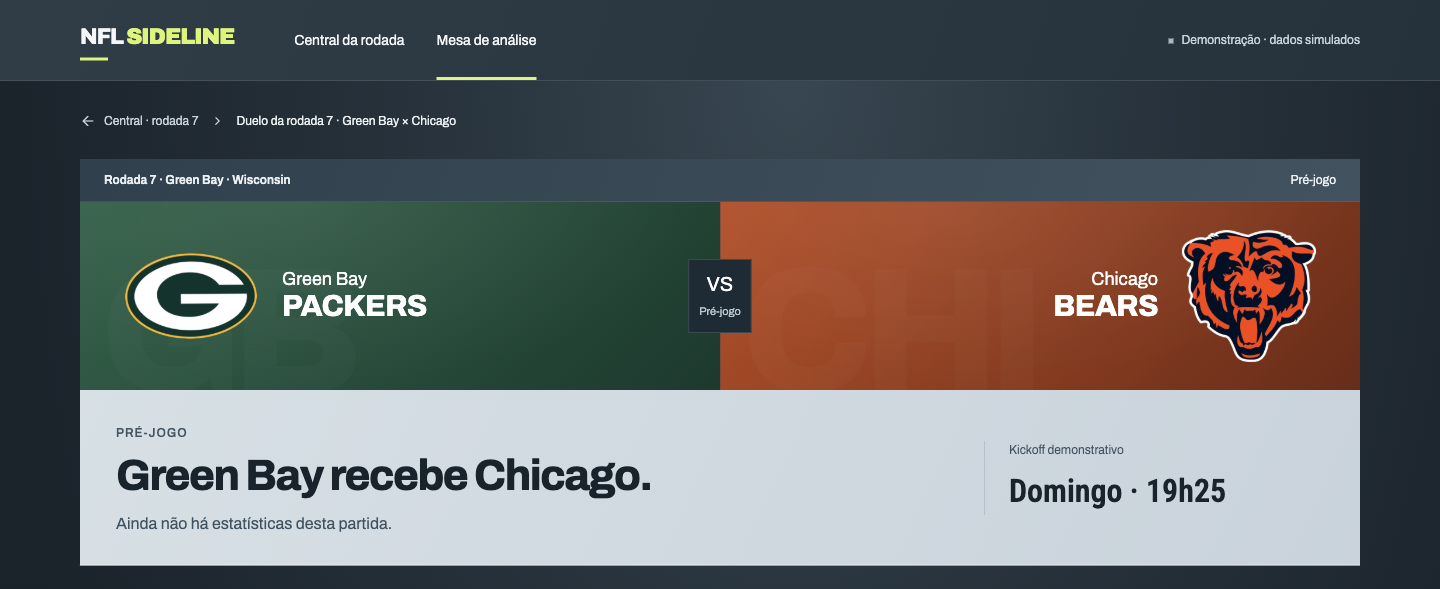 NFL SIDELINE
Central da rodada
Mesa de análise
Demonstração · dados simulados
Central · rodada 7
Duelo da rodada 7 · Green Bay × Chicago
Rodada 7 · Green Bay · Wisconsin
Pré-jogo
GB
G
Green Bay
PACKERS
VS
Pré-jogo
CHI
Chicago
BEARS
PRÉ-JOGO
Green Bay recebe Chicago.
Ainda não há estatísticas desta partida.
Kickoff demonstrativo
Domingo · 19h25